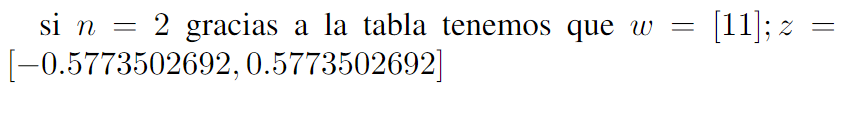 si n = 2 gracias a la tabla tenemos que w = [11]; z =
[−0.5773502692, 0.5773502692]